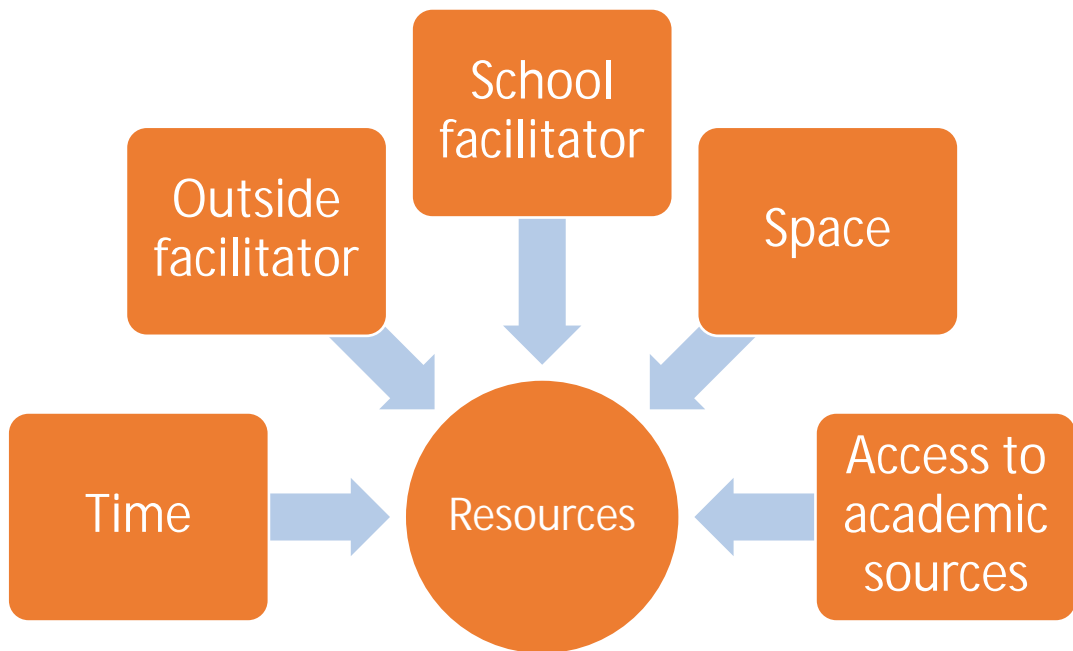 School
facilitator
Outside
facilitator
Space
Time
Resources
Access to
academic
sources